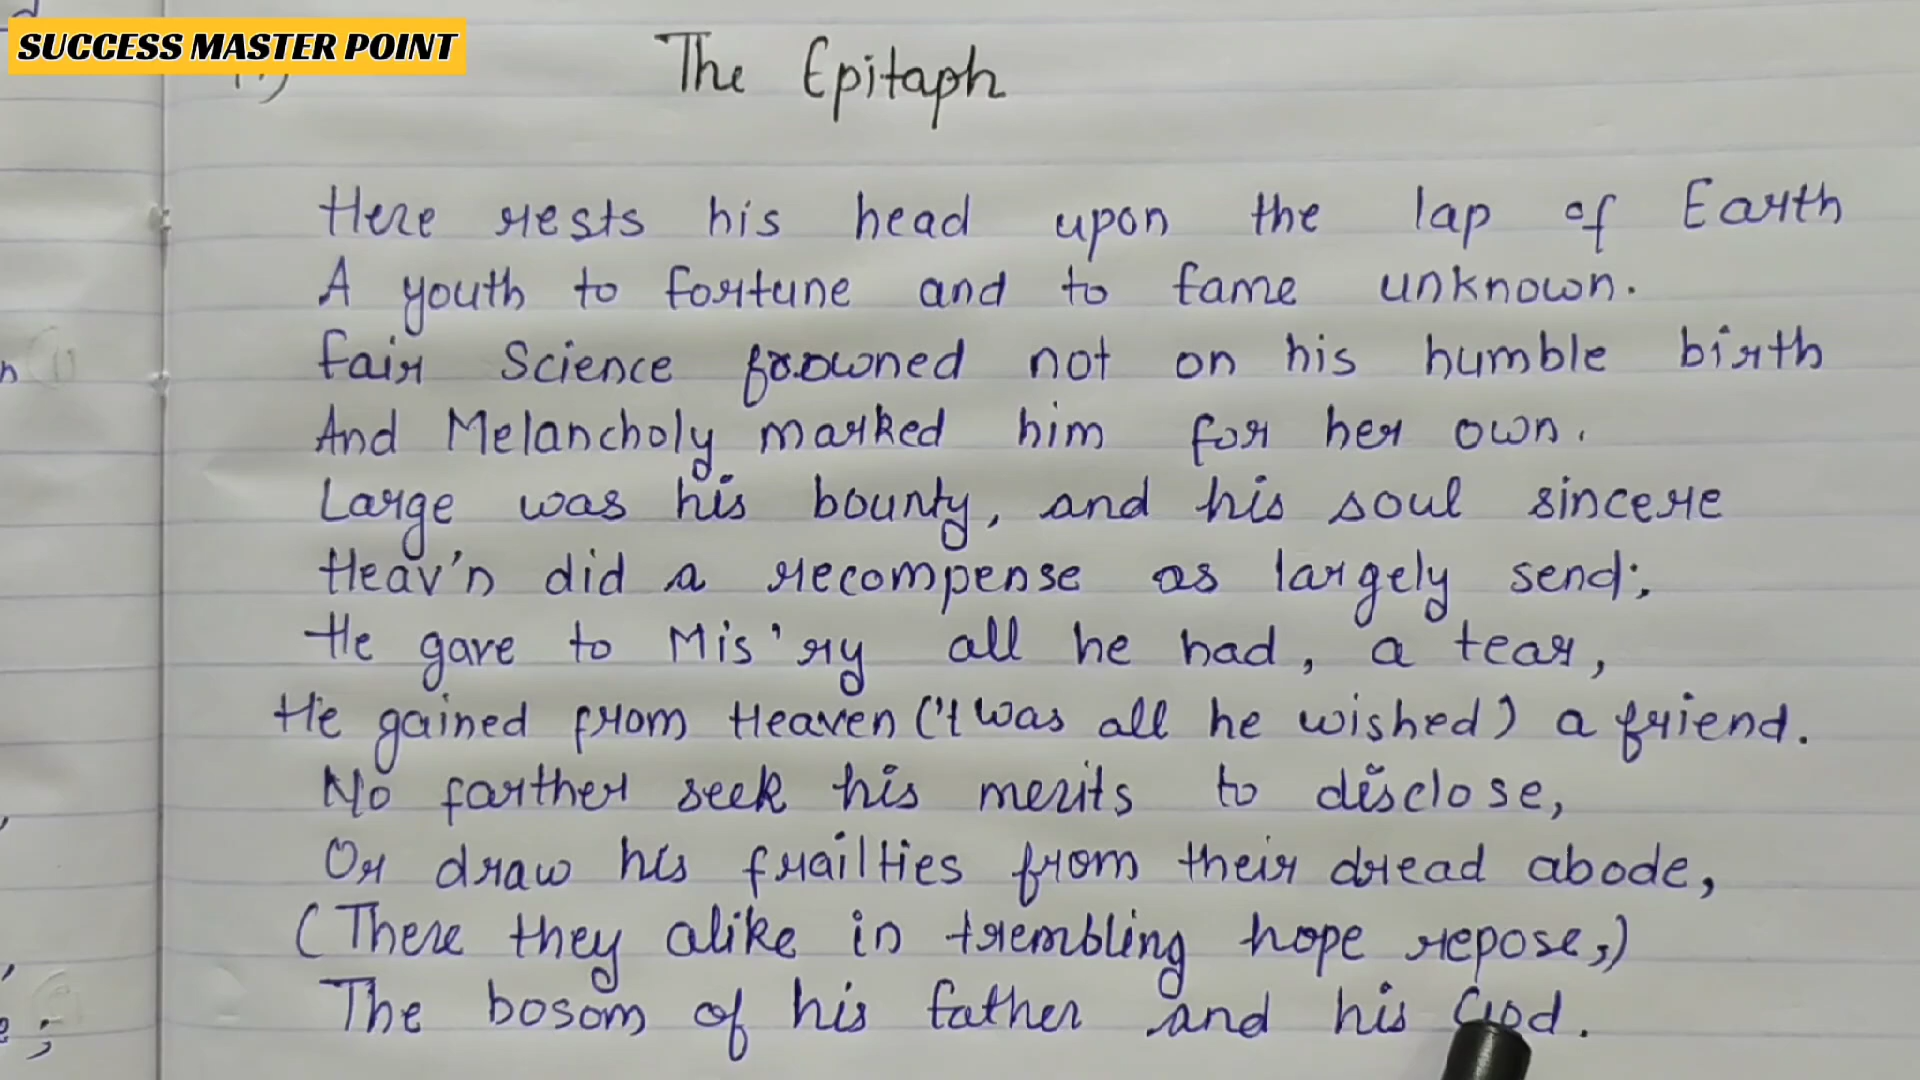 SUCCESS MASTER POINT
The Epitaph
Here rests his head upon the lap of Earth
A youth to fortune and to fame unknown.
Fair Science frowned not on his humble birth
And Melancholy marked him for her own.
Large was his bounty, and his soul sincere
Heav'n did a recompense as largely send;
He gave to Mis'ry all he had, a tear,
He gained from Heaven ('t was all he wished) a friend.
No farther seek his merits to disclose,
Or draw his frailties from their dread abode,
(There they alike in trembling hope repose,)
The bosom of his father and his God.